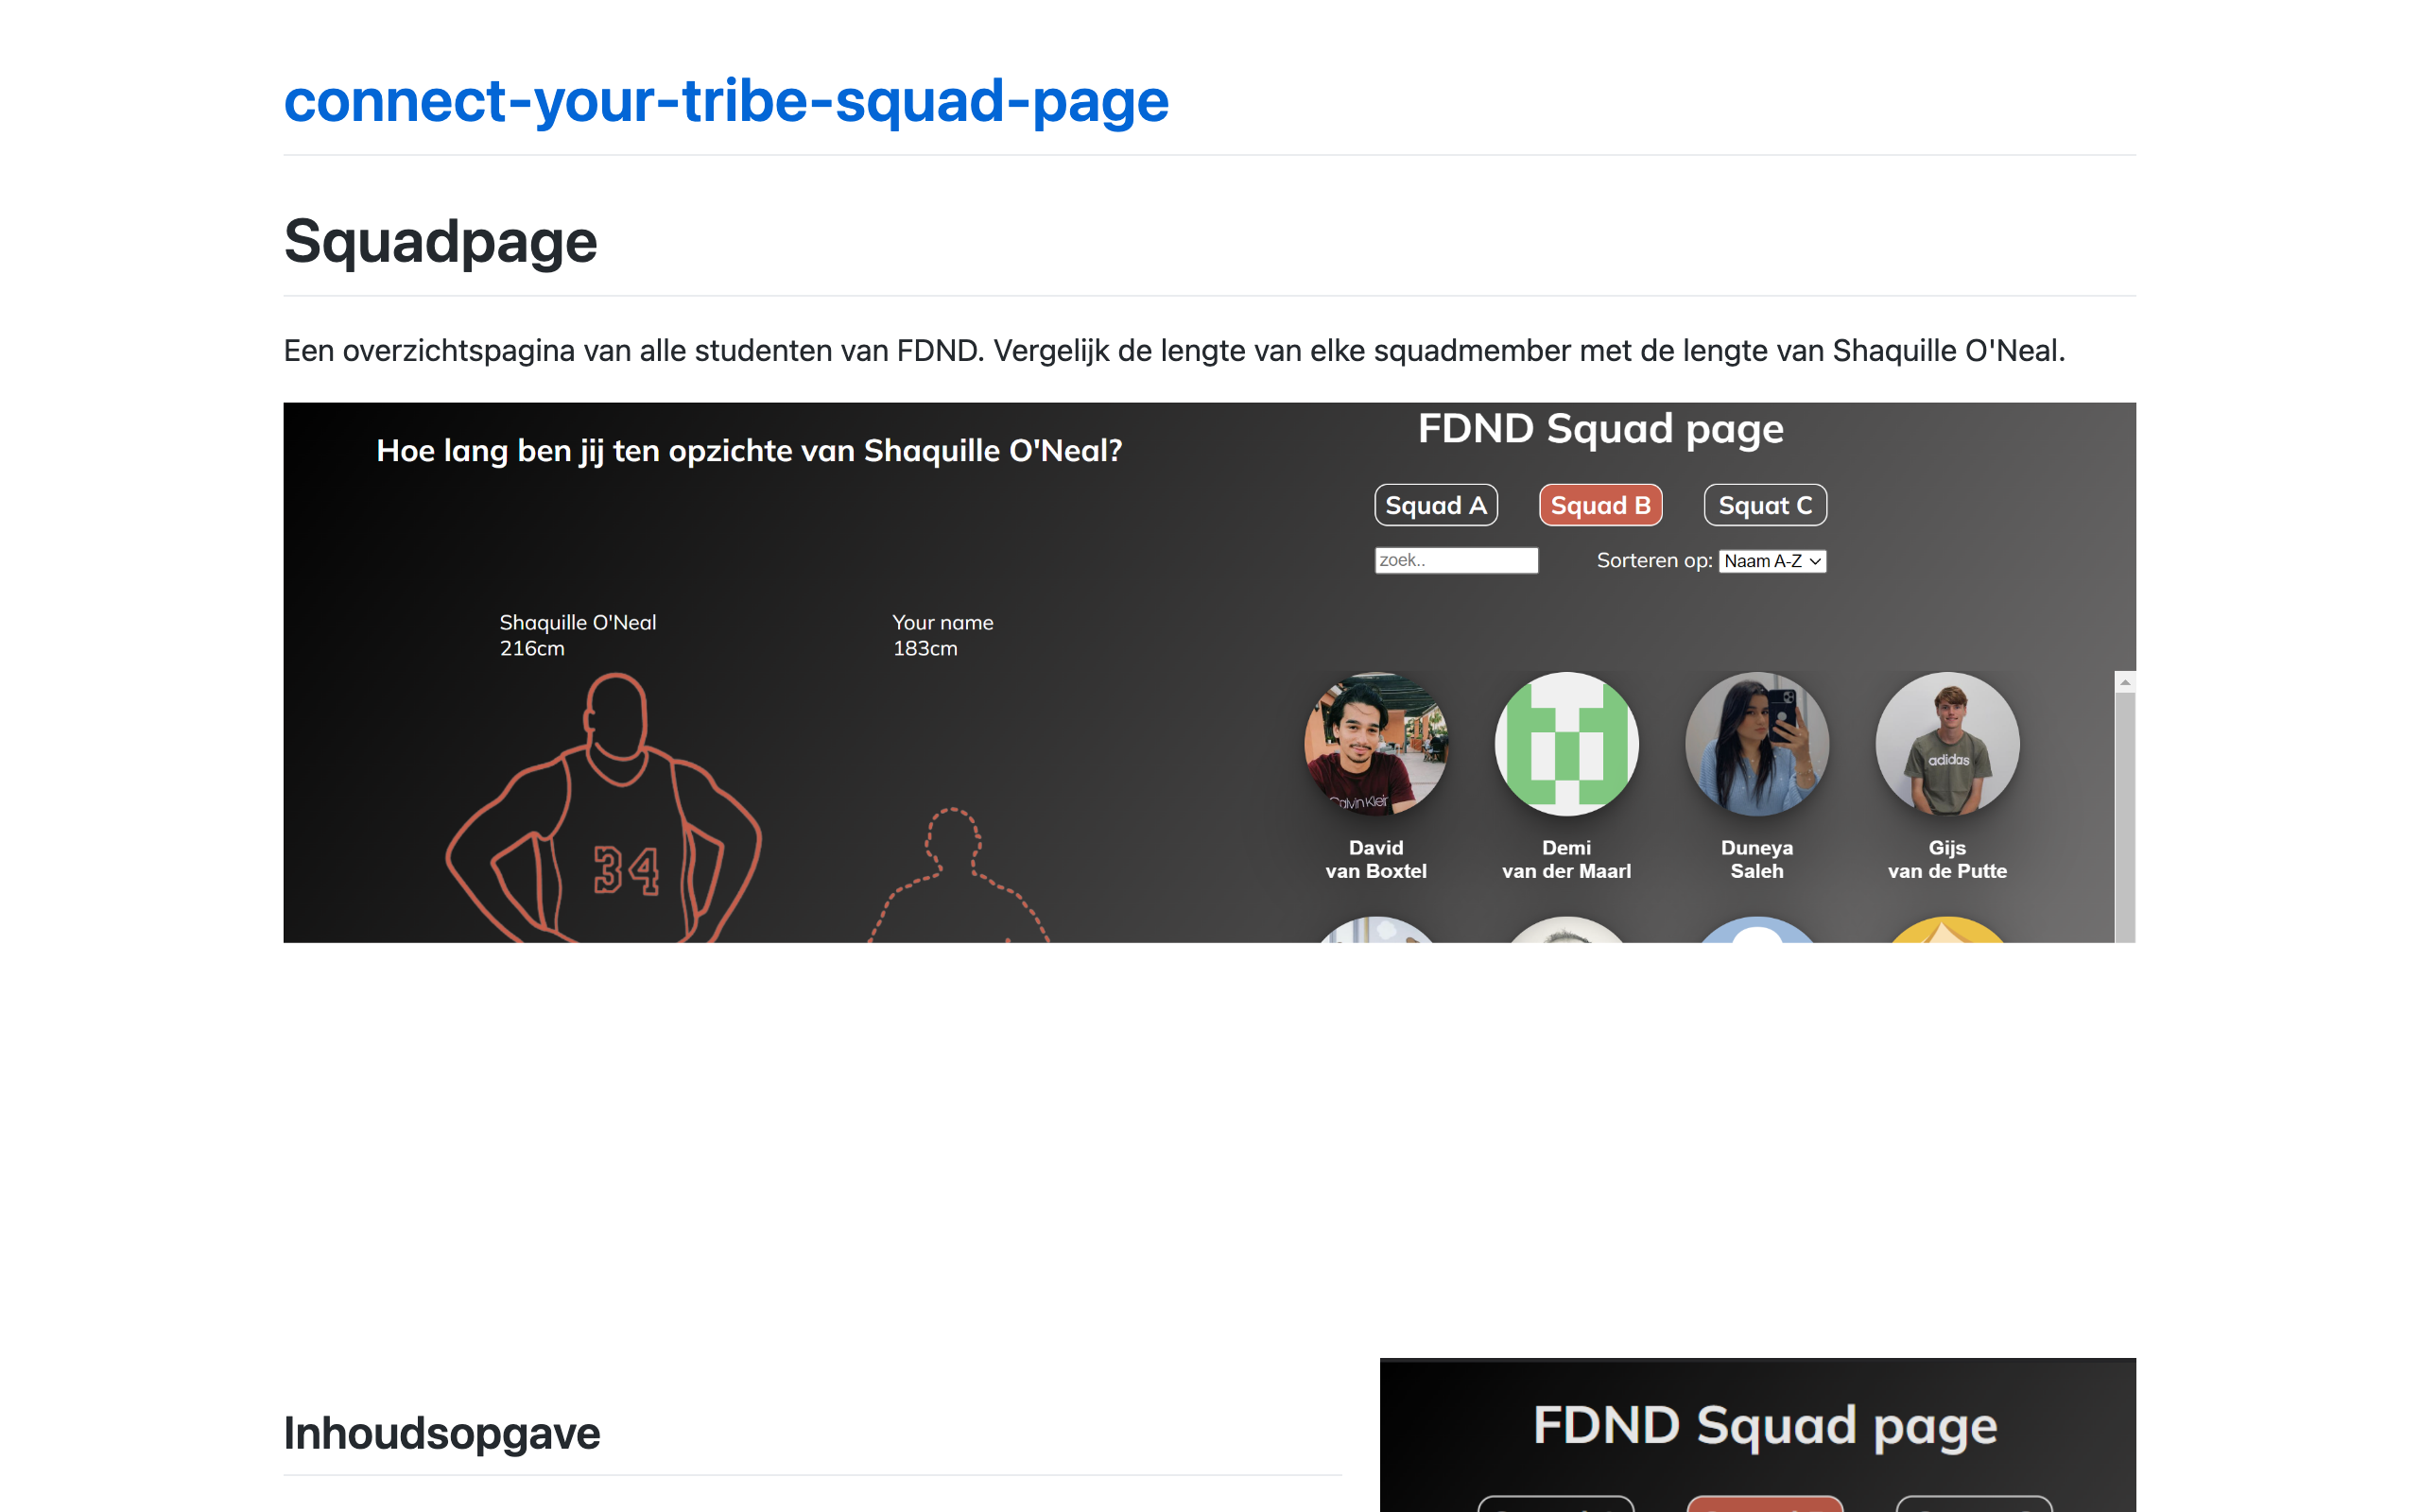 connect-your-tribe-squad-page
Squadpage
Een overzichtspagina van alle studenten van FDND. Vergelijk de lengte van elke squadmember met de lengte van Shaquille O'Neal.
Hoe lang ben jij ten opzichte van Shaquille O'Neal?
Shaquille O'Neal
216cm
Your name
183cm
34
FDND Squad page
Squad A
Squad B
Squat C
zoek..
Sorteren op: Naam A-Z
Calvin Klein
adidas
David
van Boxtel
Demi
van der Maarl
Duneya
Saleh
Gijs
van de Putte
Inhoudsopgave
FDND Squad page